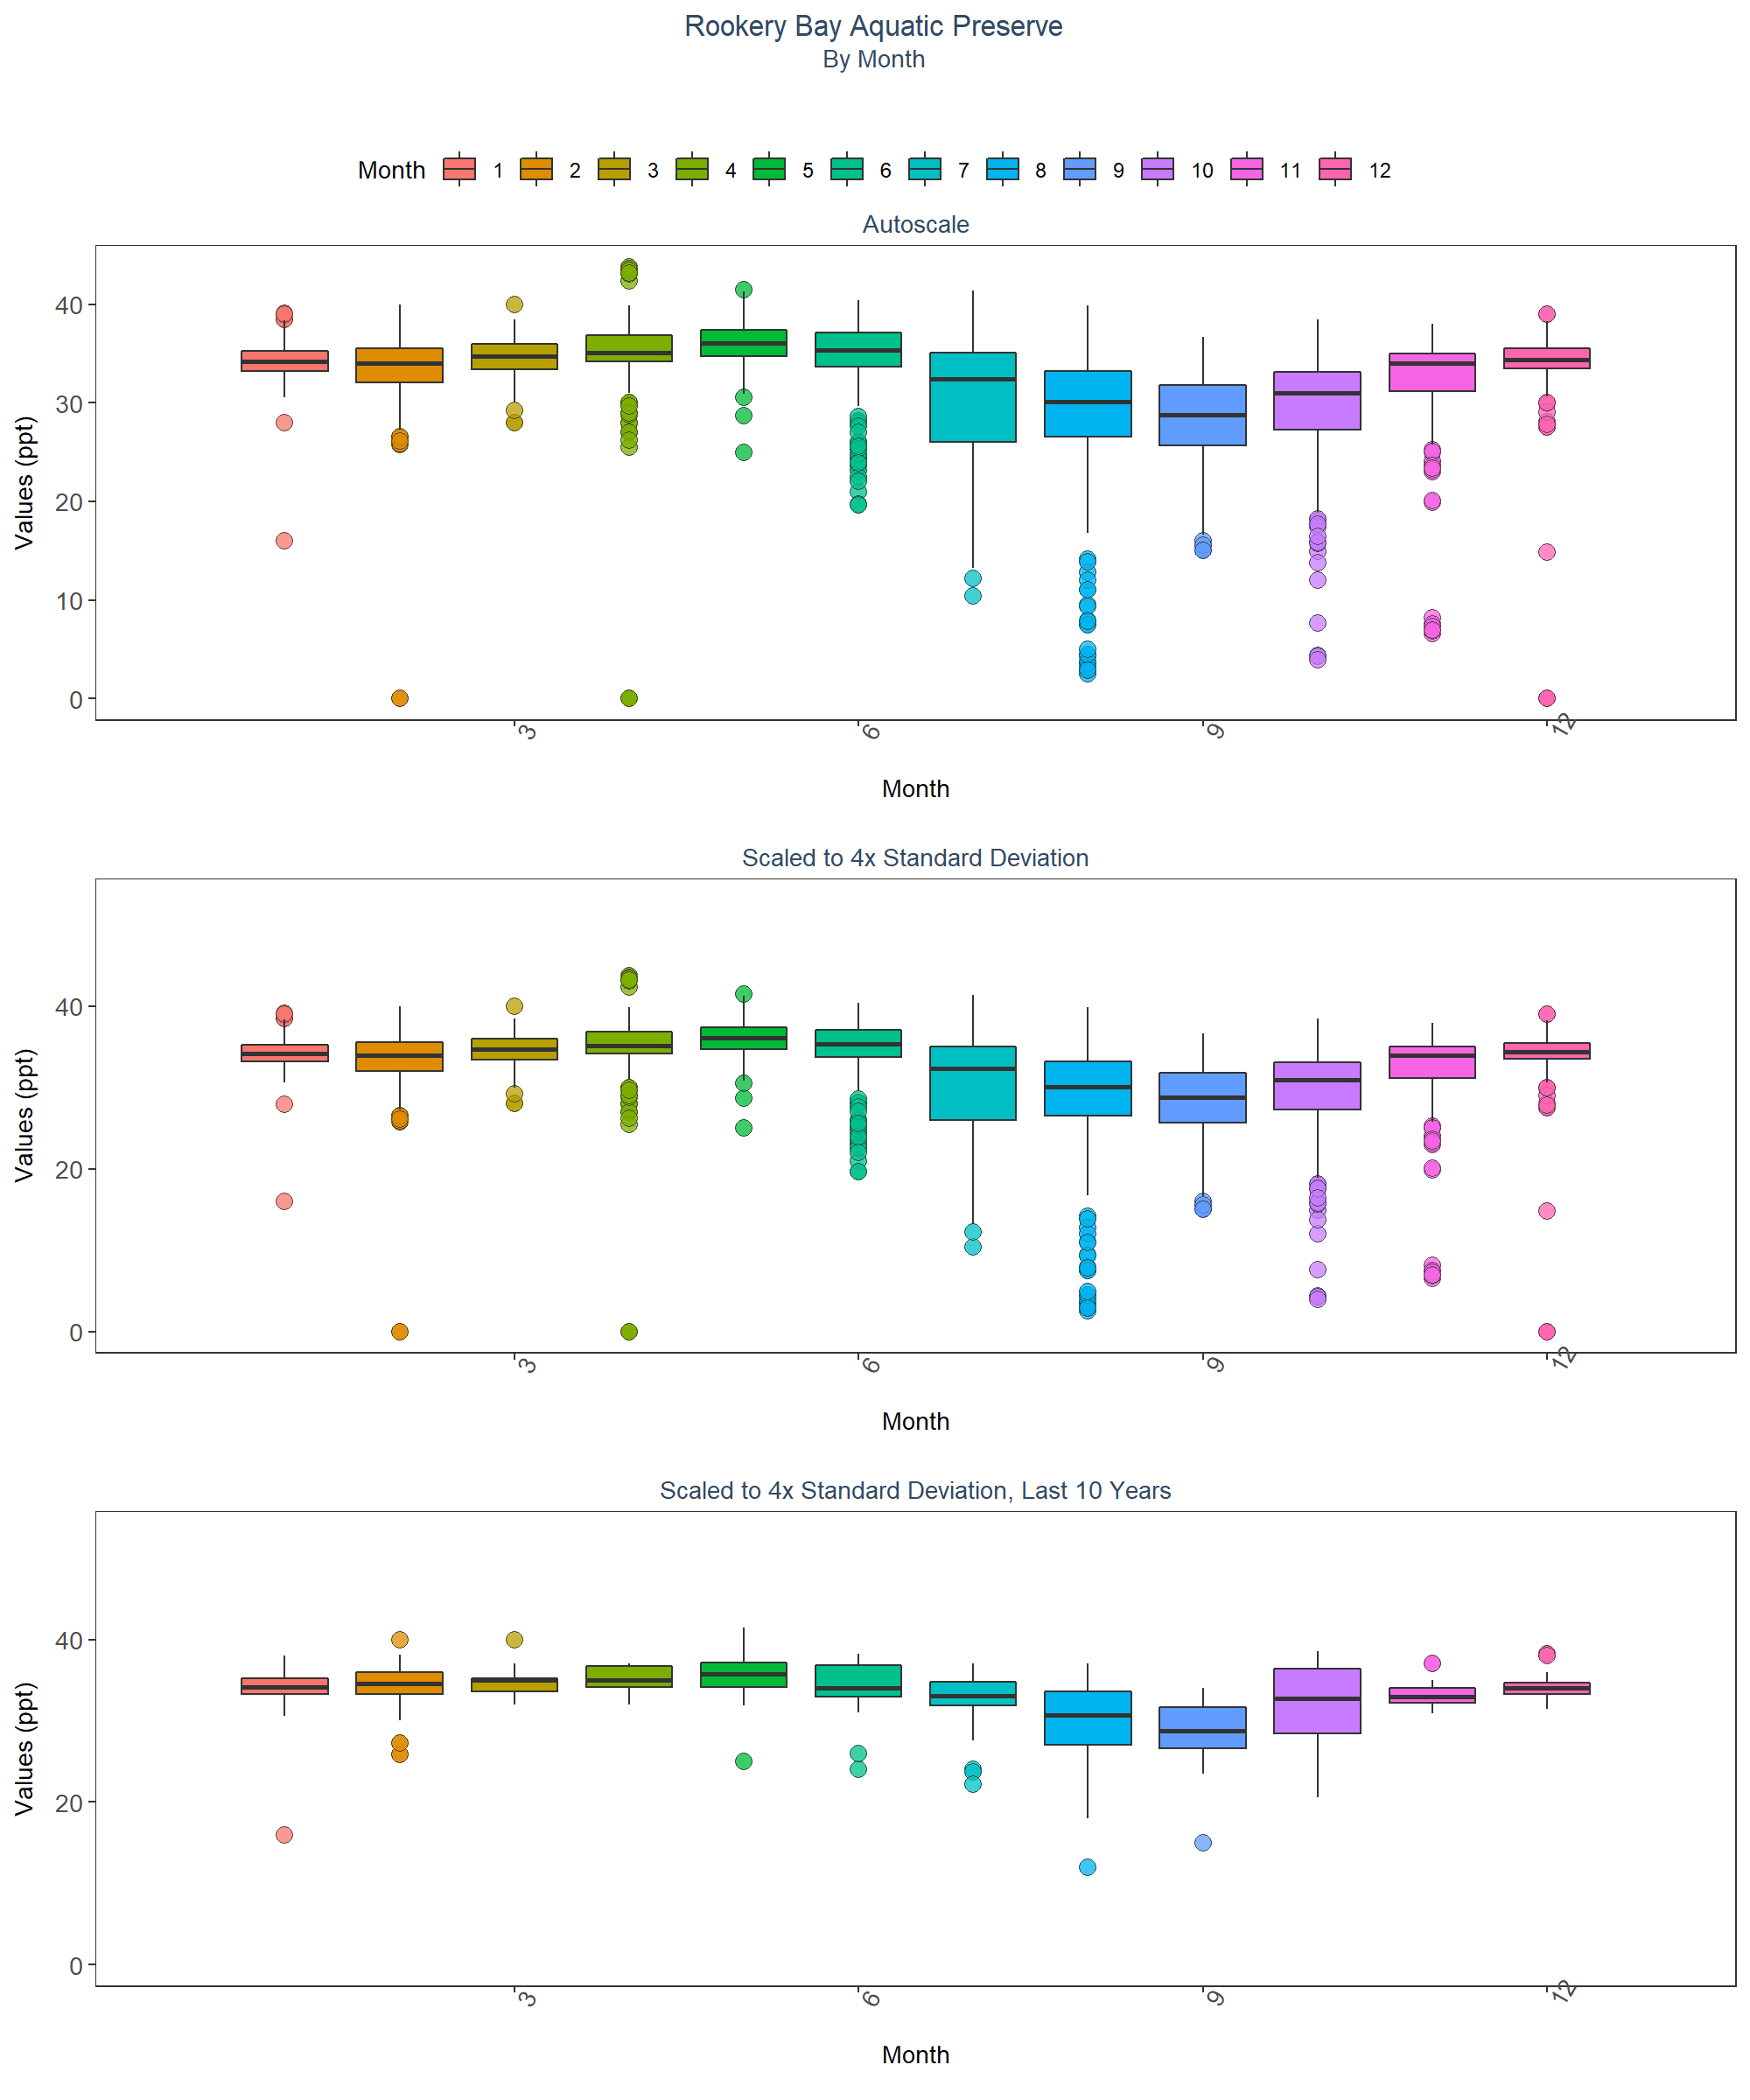 Rookery Bay Aquatic Preserve
By Month
Month 1 2 3 4 5 6 7 8 9 10 11 12
Autoscale
Values (ppt)
40
30
20
10
0
3 6 9 12
Month
Scaled to 4x Standard Deviation
Values (ppt)
40
20
0
3 6 9 12
Month
Scaled to 4x Standard Deviation, Last 10 Years
Values (ppt)
40
20
0
3 6 9 12
Month